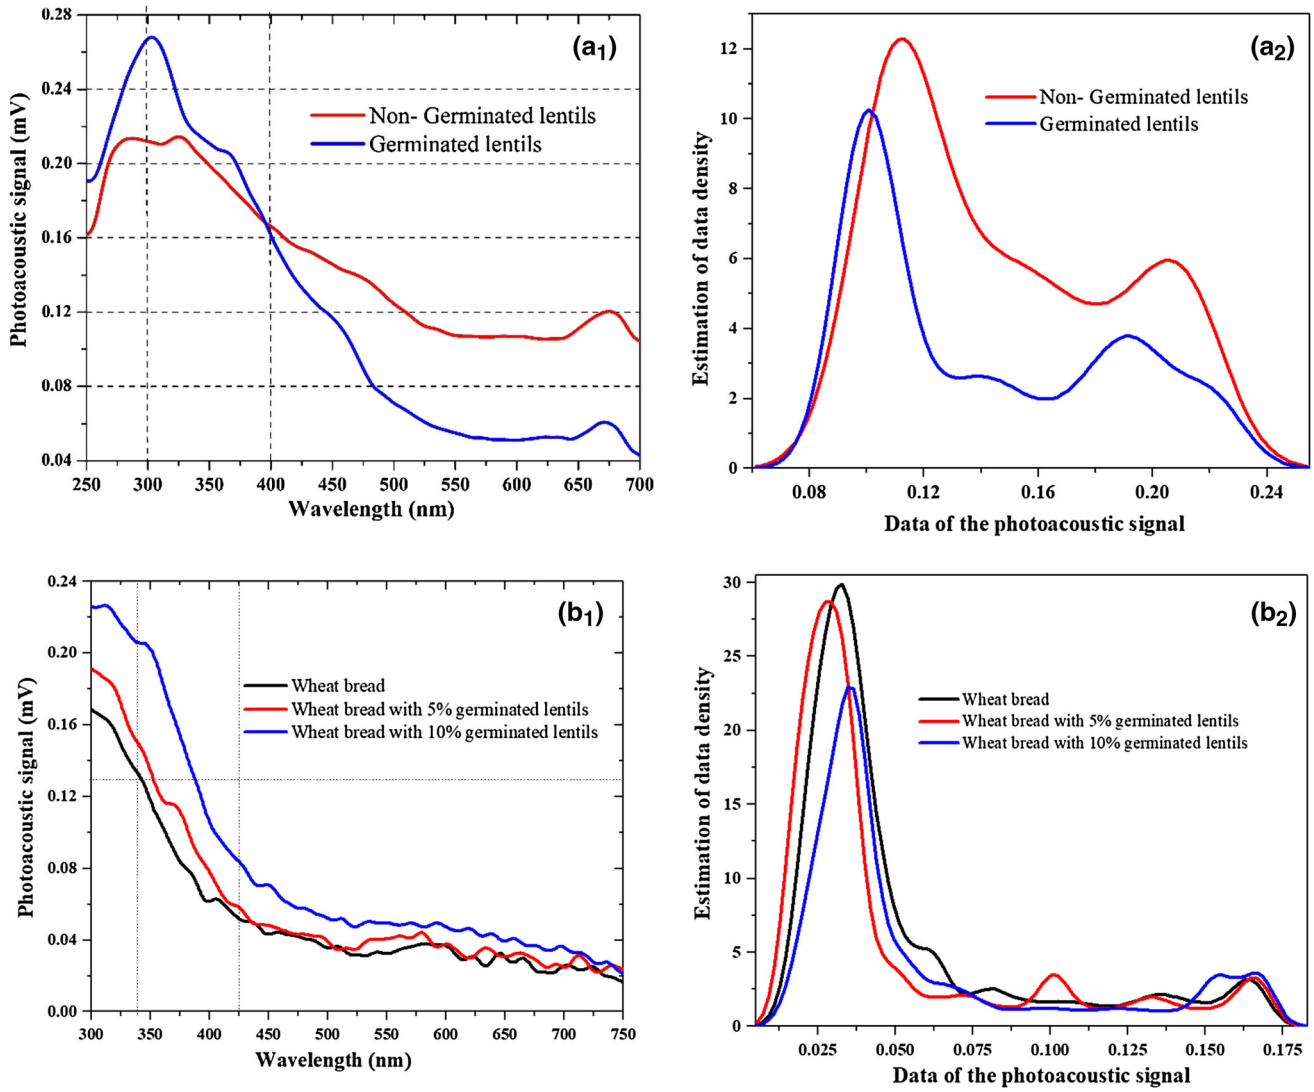 (a1)
Photoacoustic signal (mV)
0.28
0.24
0.20
0.16
0.12
0.08
0.04
Non- Germinated lentils
Germinated lentils
250 300 350 400 450 500 550 600 650 700
Wavelength (nm)
(a2)
Estimation of data density
12
10
8
6
4
2
0
Non- Germinated lentils
Germinated lentils
0.08 0.12 0.16 0.20 0.24
Data of the photoacoustic signal
(b1)
Photoacoustic signal (mV)
0.24
0.20
0.16
0.12
0.08
0.04
0.00
Wheat bread
Wheat bread with 5% germinated lentils
Wheat bread with 10% germinated lentils
300 350 400 450 500 550 600 650 700 750
Wavelength (nm)
(b2)
Estimation of data density
30
25
20
15
10
5
0
Wheat bread
Wheat bread with 5% germinated lentils
Wheat bread with 10% germinated lentils
0.025 0.050 0.075 0.100 0.125 0.150 0.175
Data of the photoacoustic signal